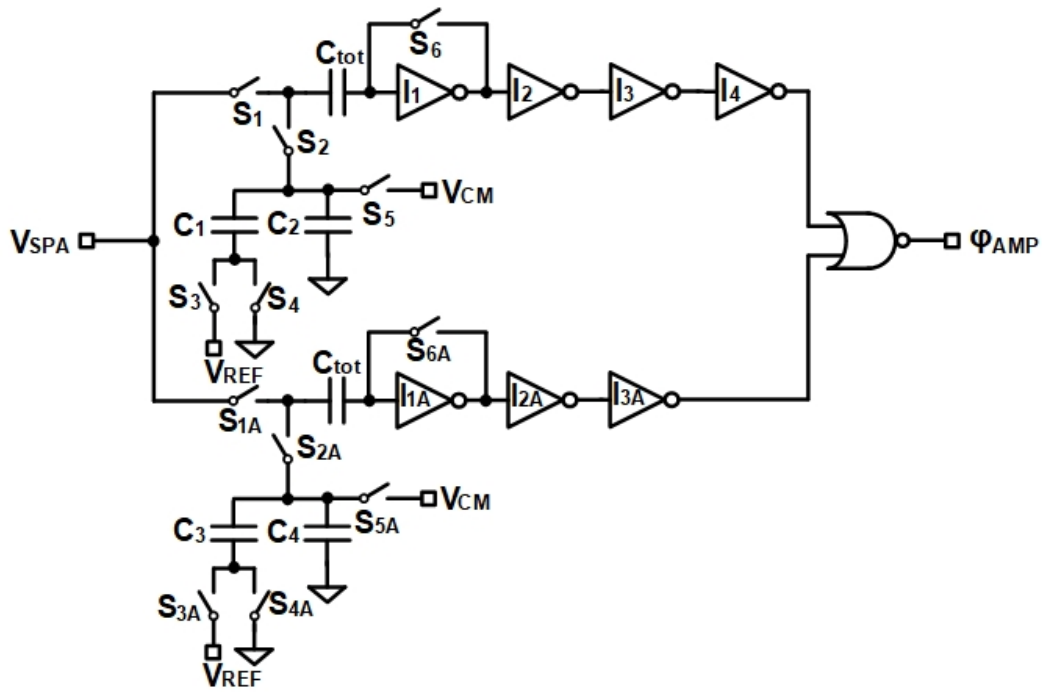 S6
Ctot
I1
I2
I3
I4
S1
S2
VCM
C1
C2
S5
VSPA
φAMP
S3
S4
VREF
S6A
Ctot
I1A
I2A
I3A
S1A
S2A
VCM
C3
C4
S5A
S3A
S4A
VREF